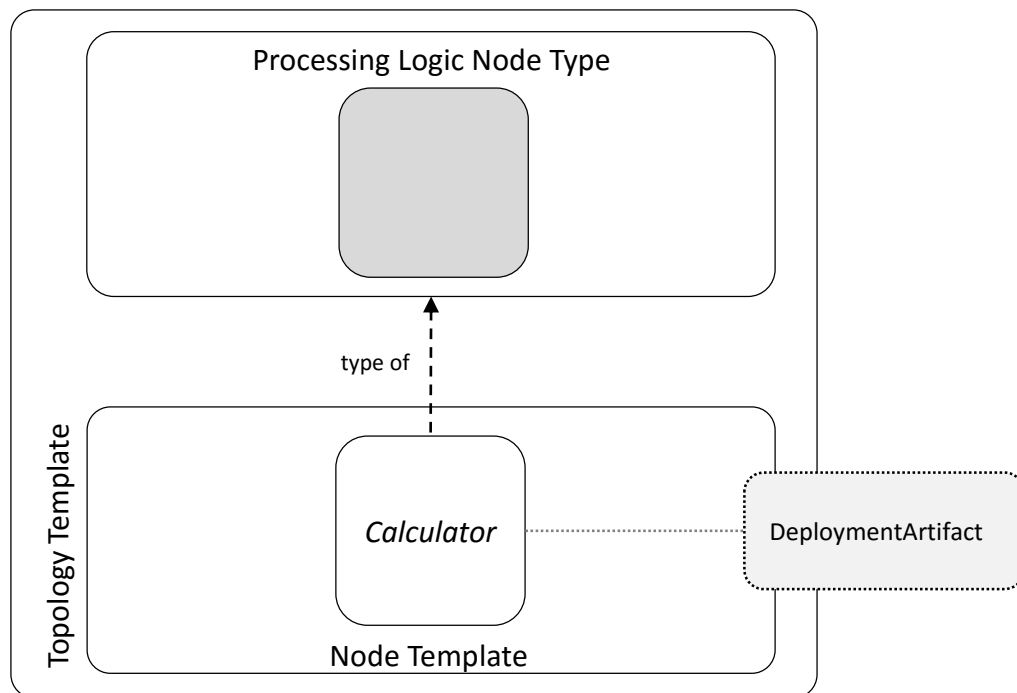 Processing Logic Node Type
type of
Topology Template
Calculator
DeploymentArtifact
Node Template